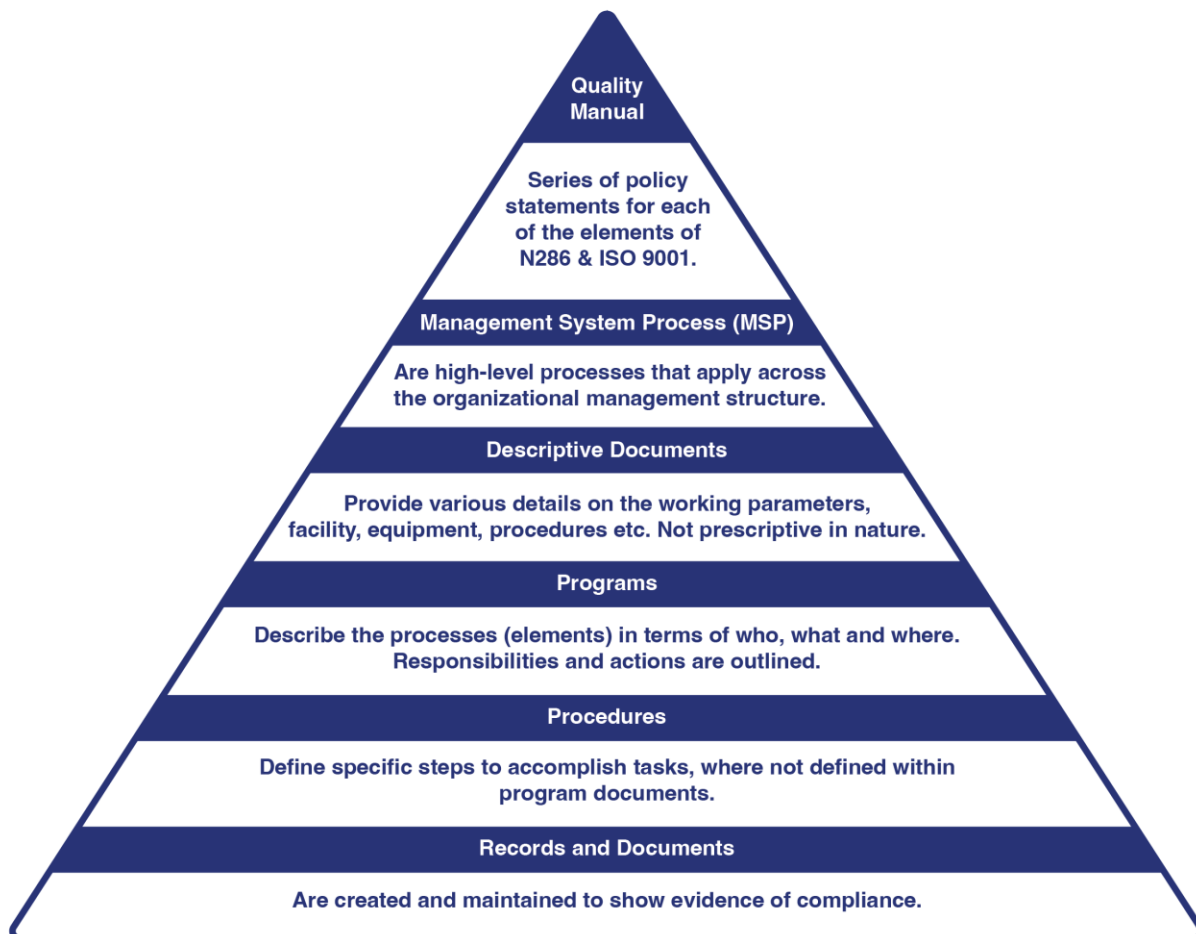 Quality
Manual
Series of policy
statements for each
of the elements of
N286 & ISO 9001.
Management System Process (MSP)
Are high-level processes that apply across
the organizational management structure.
Descriptive Documents
Provide various details on the working parameters,
facility, equipment, procedures etc. Not prescriptive in nature.
Programs
Describe the processes (elements) in terms of who, what and where.
Responsibilities and actions are outlined.
Procedures
Define specific steps to accomplish tasks, where not defined within
program documents.
Records and Documents
Are created and maintained to show evidence of compliance.